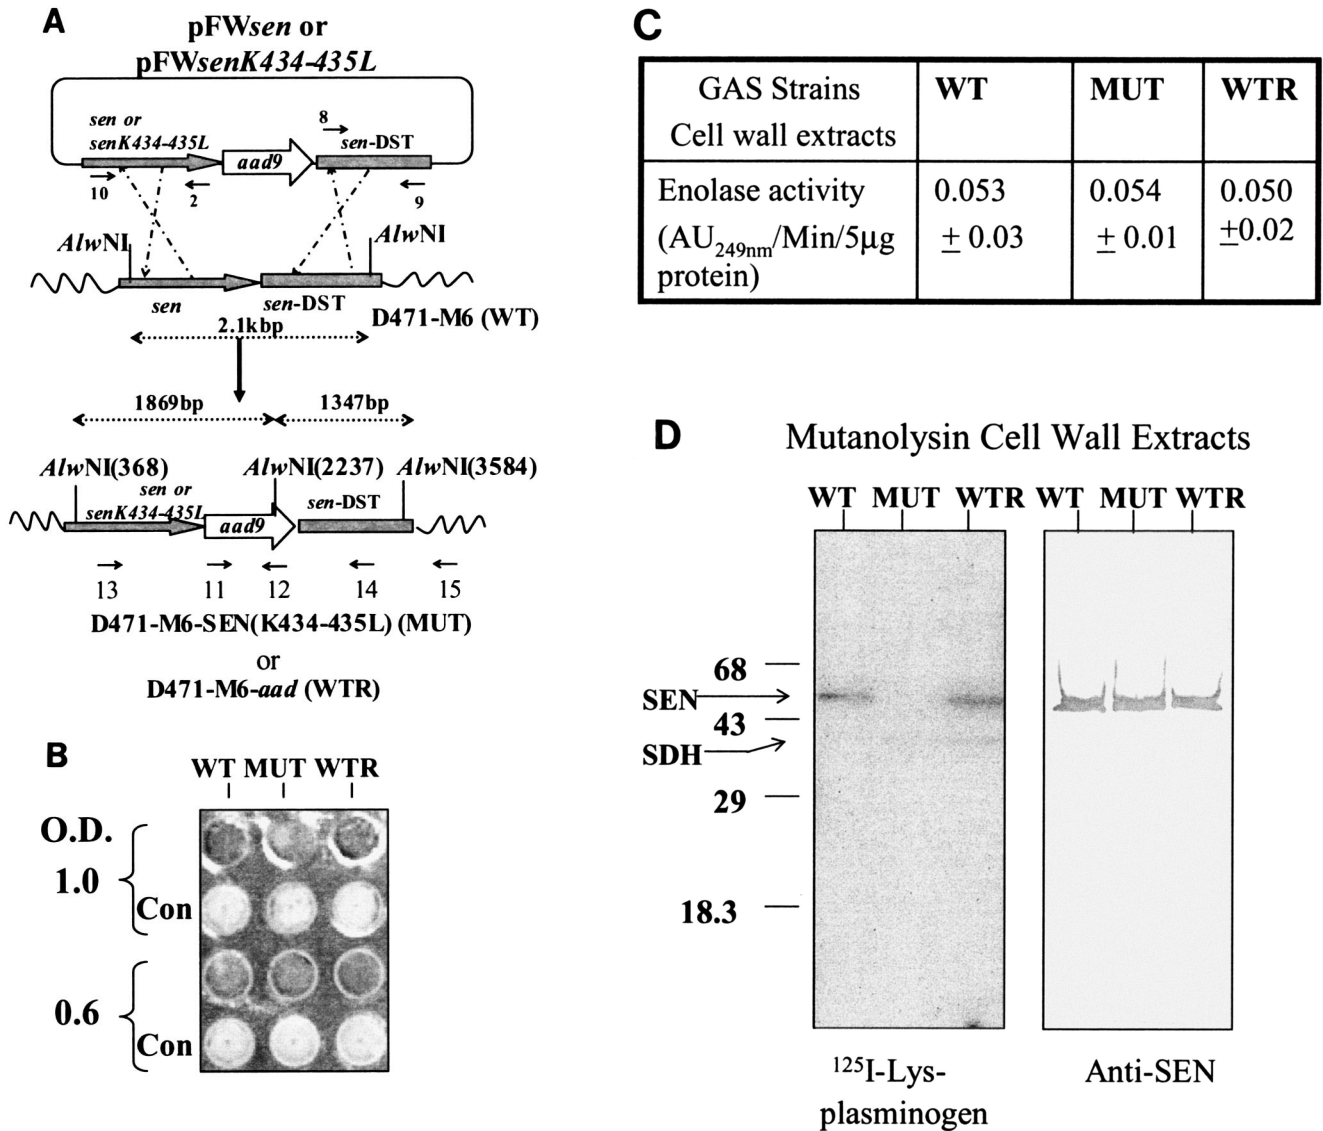 A
pFWsen or
pFWsenK434-435L
sen or
senK434-435L
8
aad9
sen-DST
10
2
9
AlwNI
AlwNI
sen
sen-DST
D471-M6 (WT)
2.1kbp
1869bp
1347bp
AlwNI(368)
AlwNI(2237)
AlwNI(3584)
sen or
senK434-435L
aad9
sen-DST
13
11
12
14
15
D471-M6-SEN(K434-435L) (MUT)
or
D471-M6-aad (WTR)
B
WT MUT WTR
O.D.
1.0
Con
0.6
Con
C
GAS Strains
Cell wall extracts
WT
MUT
WTR
Enolase activity
(AU249nm/Min/5μg
protein)
0.053
± 0.03
0.054
± 0.01
0.050
±0.02
D
Mutanolysin Cell Wall Extracts
WT MUT WTR
WT MUT WTR
68
SEN
43
SDH
29
18.3
125I-Lys-
plasminogen
Anti-SEN